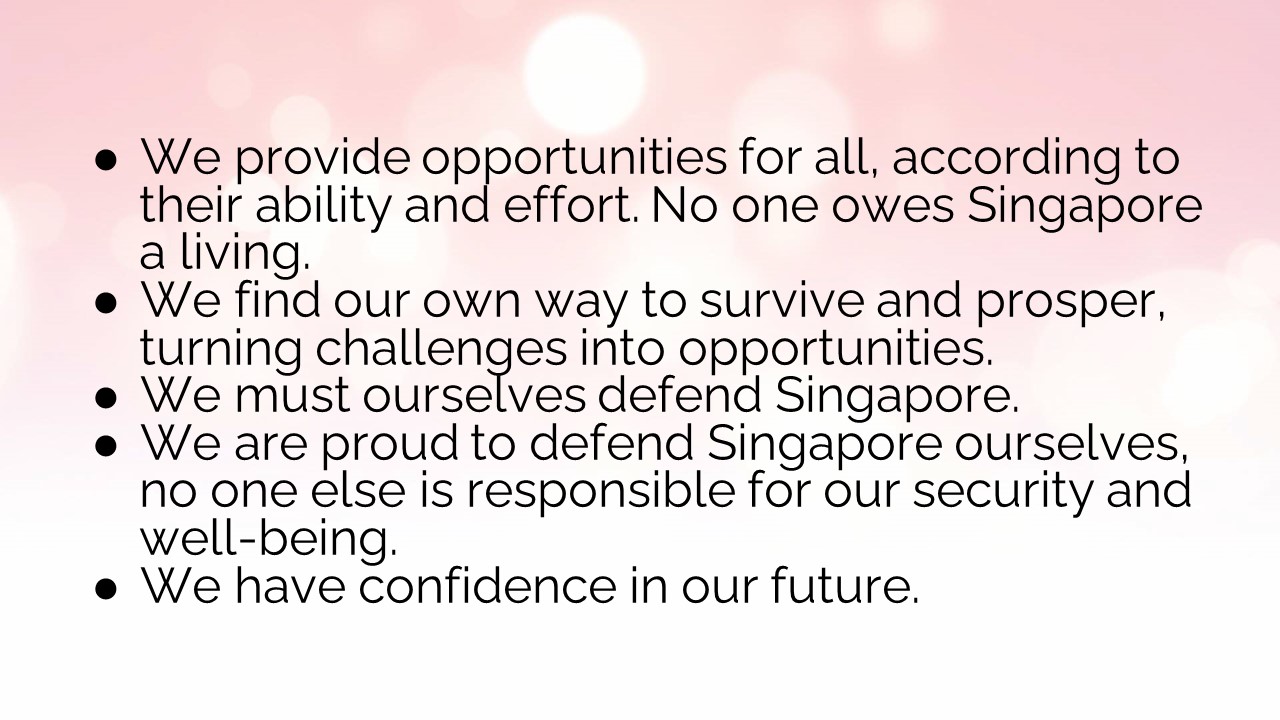 ● We provide opportunities for all, according to
their ability and effort. No one owes Singapore
a living.
● We find our own way to survive and prosper,
turning challenges into opportunities.
● We must ourselves defend Singapore.
● We are proud to defend Singapore ourselves,
no one else is responsible for our security and
well-being.
● We have confidence in our future.